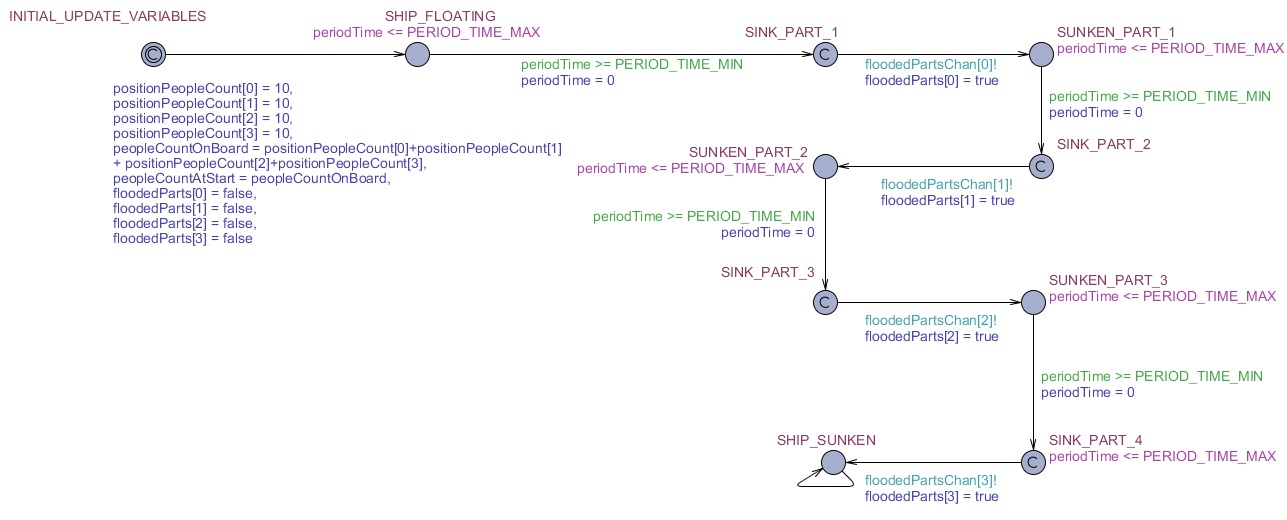 INITIAL_UPDATE_VARIABLES
SHIP_FLOATING
periodTime <= PERIOD_TIME_MAX
C
periodTime >= PERIOD_TIME_MIN
periodTime = 0
SINK_PART_1
C
floodedPartsChan[0]!
floodedParts[0] = true
SUNKEN_PART_1
periodTime <= PERIOD_TIME_MAX
positionPeopleCount[0] = 10,
positionPeopleCount[1] = 10,
positionPeopleCount[2] = 10,
positionPeopleCount[3] = 10,
peopleCountOnBoard = positionPeopleCount[0]+positionPeopleCount[1]
+ positionPeopleCount[2]+positionPeopleCount[3],
peopleCountAtStart = peopleCountOnBoard,
floodedParts[0] = false,
floodedParts[1] = false,
floodedParts[2] = false,
floodedParts[3] = false
periodTime >= PERIOD_TIME_MIN
periodTime = 0
SINK_PART_2
C
floodedPartsChan[1]!
floodedParts[1] = true
SUNKEN_PART_2
periodTime <= PERIOD_TIME_MAX
periodTime >= PERIOD_TIME_MIN
periodTime = 0
SINK_PART_3
C
floodedPartsChan[2]!
floodedParts[2] = true
SUNKEN_PART_3
periodTime <= PERIOD_TIME_MAX
periodTime >= PERIOD_TIME_MIN
periodTime = 0
SINK_PART_4
periodTime <= PERIOD_TIME_MAX
C
floodedPartsChan[3]!
floodedParts[3] = true
SHIP_SUNKEN